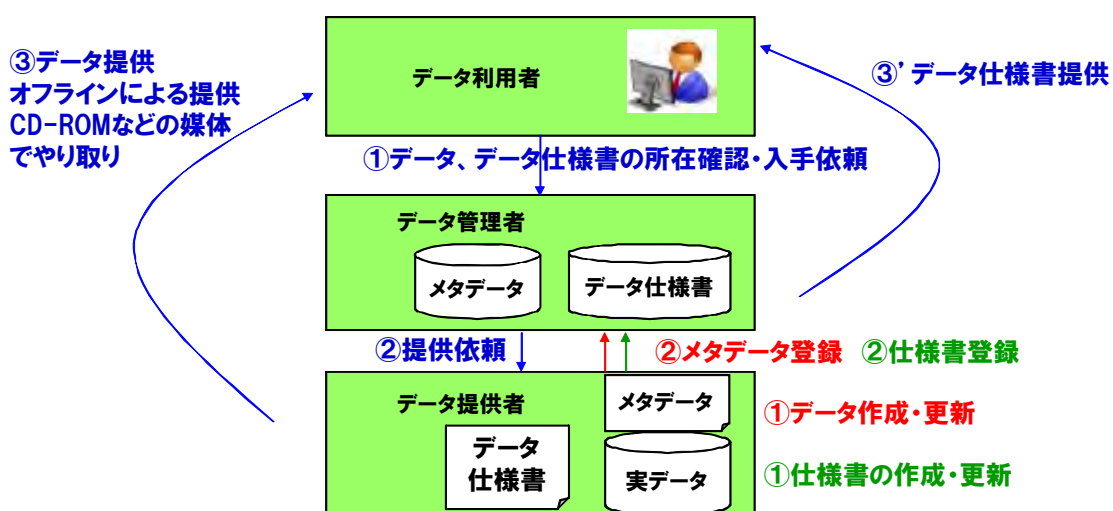 ③データ提供
オフラインによる提供
CD-ROMなどの媒体
でやり取り
データ利用者
③’データ仕様書提供
①データ、データ仕様書の所在確認・入手依頼
データ管理者
メタデータ
データ仕様書
②提供依頼
②メタデータ登録
②仕様書登録
データ提供者
メタデータ
①データ作成・更新
データ
仕様書
実データ
①仕様書の作成・更新